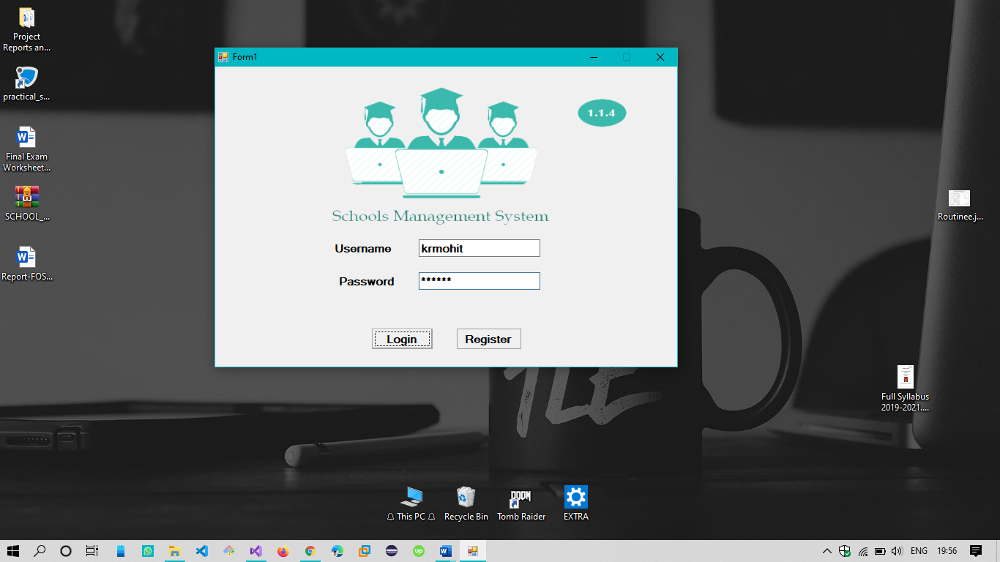 Project
Reports an...
practical_s...
Final Exam
Worksheet...
SCHOOL_...
Report-FOS...
Form1
1.1.4
Schools Management System
Username
krmohit
Password
******
Login
Register
Routinee.j...
Full Syllabus
2019-2021....
This PC
Recycle Bin
DOOM
Tomb Raider
EXTRA
ENG
19:56